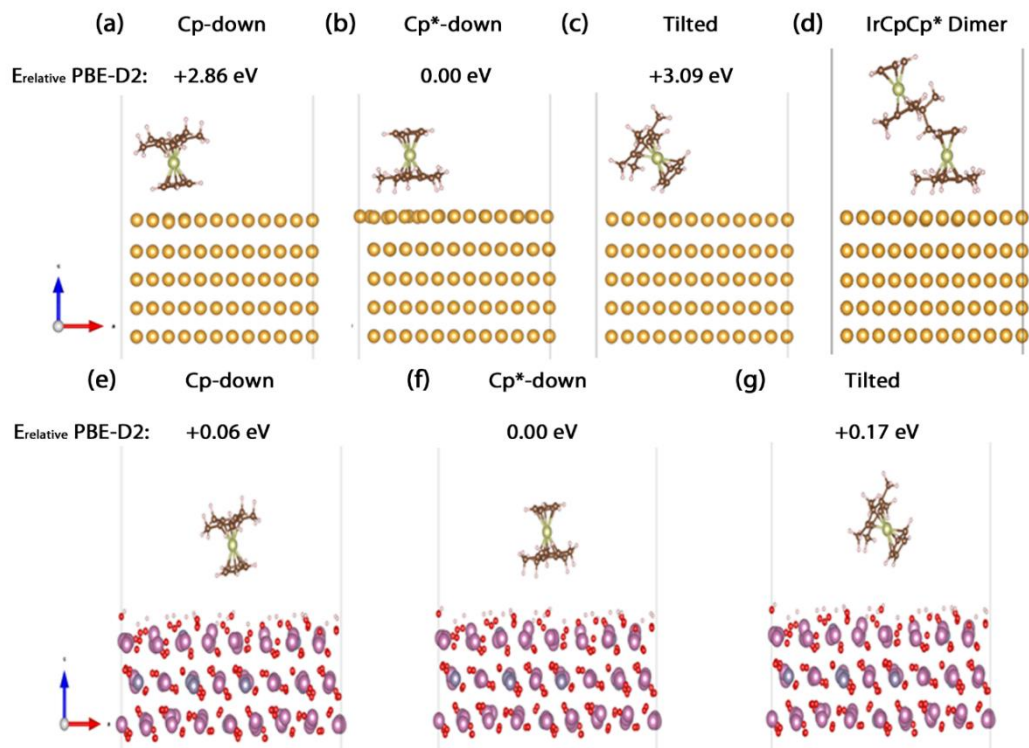 (a) Cp-down (b) Cp*-down (c) Tilted (d) IrCpCp* Dimer
Erelative PBE-D2: +2.86 eV 0.00 eV +3.09 eV
(e) Cp-down (f) Cp*-down (g) Tilted
Erelative PBE-D2: +0.06 eV 0.00 eV +0.17 eV